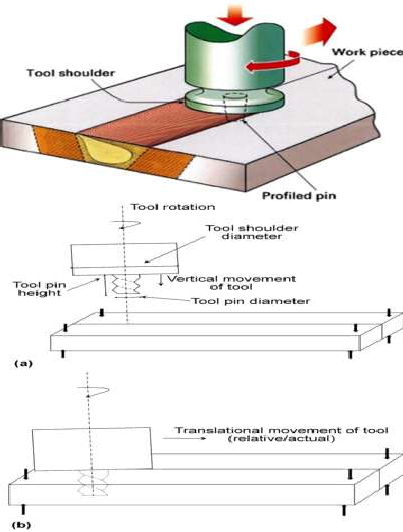 Work piece
Tool shoulder
Profiled pin
Tool rotation
Tool shoulder
diameter
Tool pin
height
Vertical movement
of tool
Tool pin diameter
(a)
Translational movement of tool
(relative/actual)
(b)